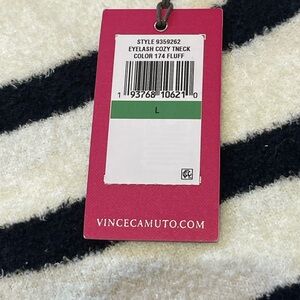 STYLE 9359262
EYELASH COZY TNECK
COLOR 174 FLUFF
1 93768 10621 0
L
VINCECAMUTO.COM